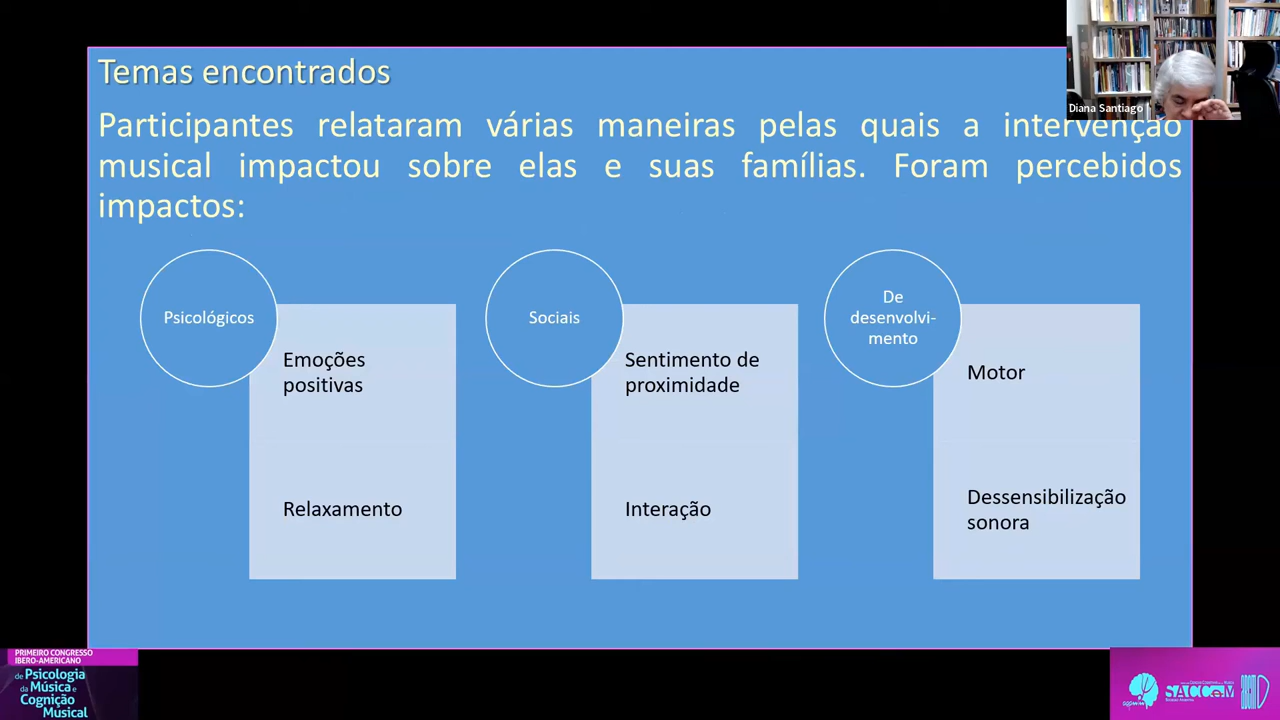 Temas encontrados
Participantes relataram várias maneiras pelas quais a intervenção
musical impactou sobre elas e suas famílias. Foram percebidos
impactos:
Psicológicos
Emoções
positivas
Relaxamento
Sociais
Sentimento de
proximidade
Interação
De
desenvolvi-
mento
Motor
Dessensibilização
sonora
Diana Santiago
PRIMEIRO CONGRESSO
IBERO-AMERICANO
de Psicologia
da Música e
Cognição
Musical
SACCoM